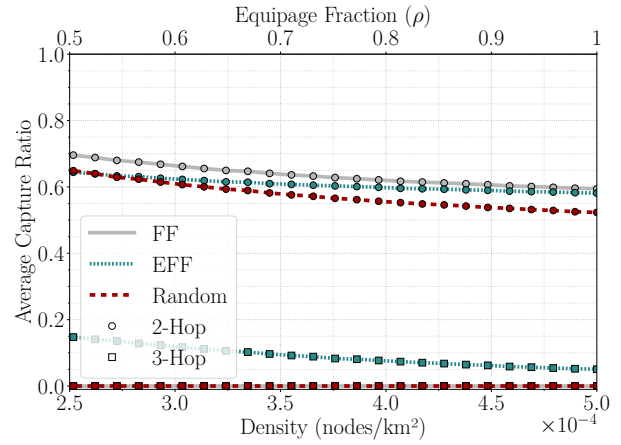 Equipage Fraction (ρ)
0.5 0.6 0.7 0.8 0.9 1
1.0
0.8
0.6
0.4
0.2
0.0
Average Capture Ratio
FF
EFF
Random
2-Hop
3-Hop
2.5 3.0 3.5 4.0 4.5 5.0
Density (nodes/km²)
×10⁻⁴